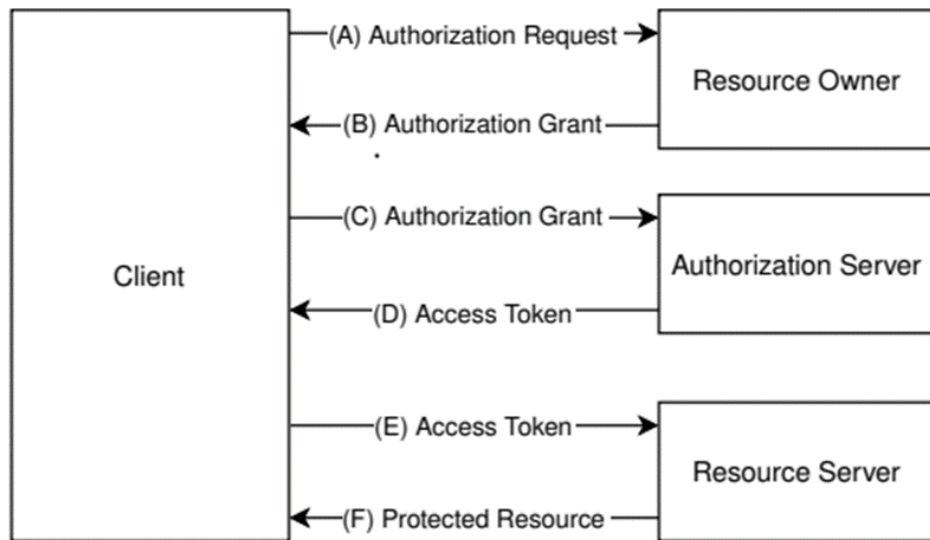 (A) Authorization Request
Resource Owner
(B) Authorization Grant
(C) Authorization Grant
Client
Authorization Server
(D) Access Token
(E) Access Token
Resource Server
(F) Protected Resource